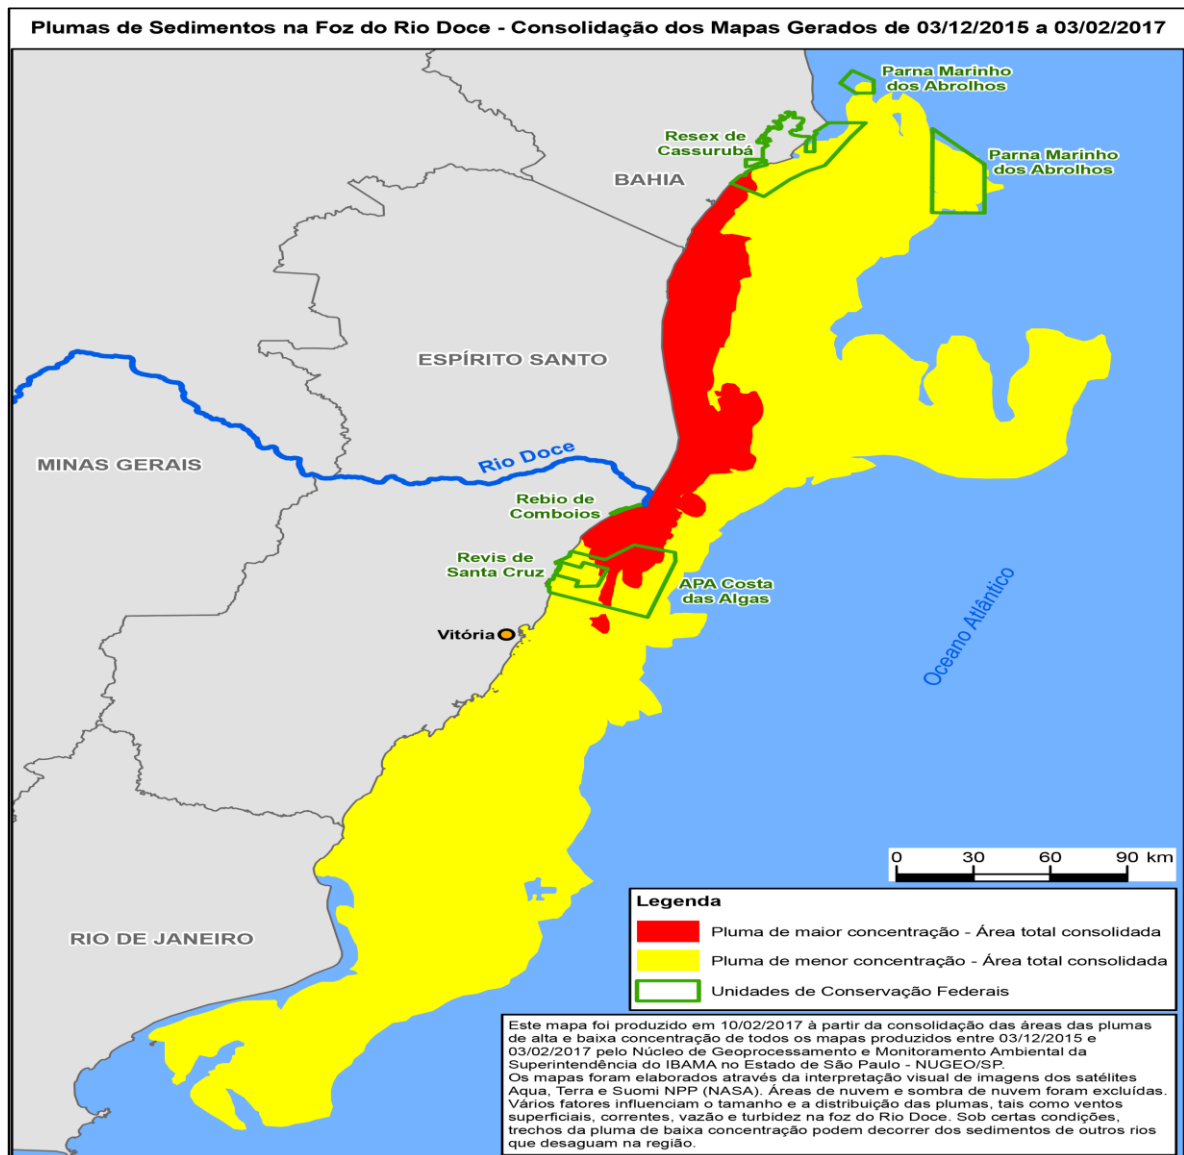 Plumas de Sedimentos na Foz do Rio Doce - Consolidação dos Mapas Gerados de 03/12/2015 a 03/02/2017
Parna Marinho
dos Abrolhos
Resex de
Cassurubá
Parna Marinho
dos Abrolhos
BAHIA
ESPÍRITO SANTO
MINAS GERAIS
Rio Doce
Rebio de
Comboios
Revis de
Santa Cruz
APA Costa
das Algas
Vitória
Oceano Atlântico
RIO DE JANEIRO
0 30 60 90 km
Legenda
Pluma de maior concentração - Área total consolidada
Pluma de menor concentração - Área total consolidada
Unidades de Conservação Federais
Este mapa foi produzido em 10/02/2017 à partir da consolidação das áreas das plumas
de alta e baixa concentração de todos os mapas produzidos entre 03/12/2015 e
03/02/2017 pelo Núcleo de Geoprocessamento e Monitoramento Ambiental da
Superintendência do IBAMA no Estado de São Paulo - NUGEO/SP.
Os mapas foram elaborados através da interpretação visual de imagens dos satélites
Aqua, Terra e Suomi NPP (NASA). Áreas de nuvem e sombra de nuvem foram excluídas.
Vários fatores influenciam o tamanho e a distribuição das plumas, tais como ventos
superficiais, correntes, vazão e turbidez na foz do Rio Doce. Sob certas condições,
trechos da pluma de baixa concentração podem decorrer dos sedimentos de outros rios
que desaguam na região.